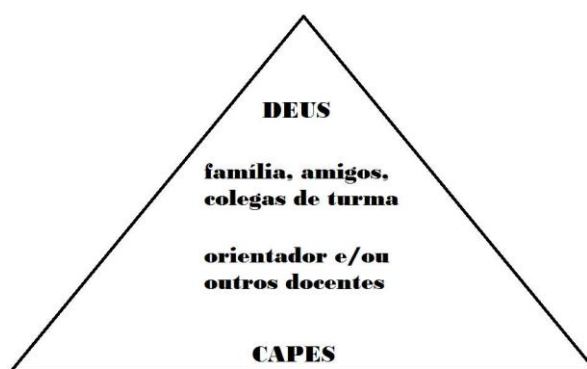 DEUS
família, amigos,
colegas de turma
orientador e/ou
outros docentes
CAPES